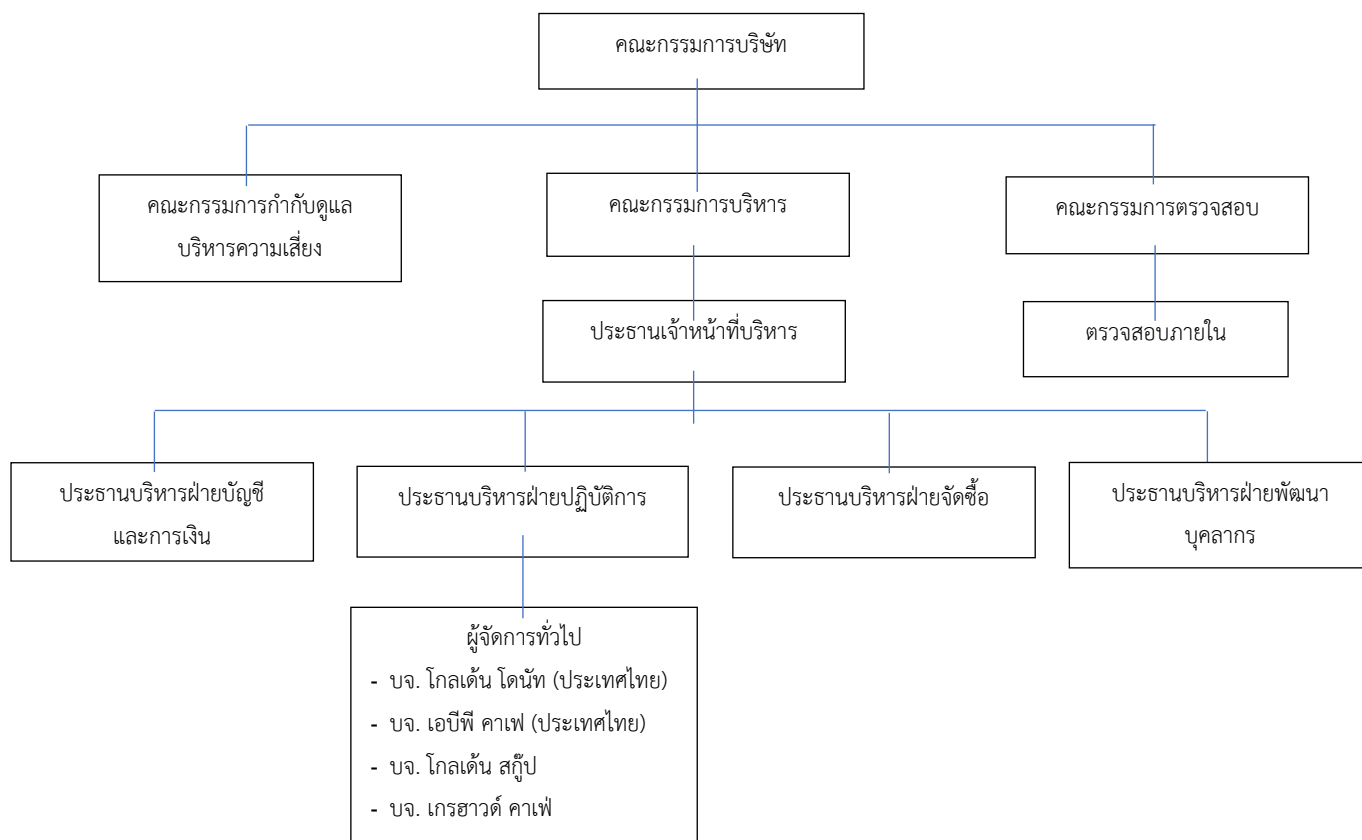 คณะกรรมการบริษัท
คณะกรรมการกำกับดูแล
บริหารความเสี่ยง
คณะกรรมการบริหาร
คณะกรรมการตรวจสอบ
ประธานเจ้าหน้าที่บริหาร
ตรวจสอบภายใน
ประธานบริหารฝ่ายบัญชี
และการเงิน
ประธานบริหารฝ่ายปฏิบัติการ
ประธานบริหารฝ่ายจัดซื้อ
ประธานบริหารฝ่ายพัฒนา
บุคลากร
ผู้จัดการทั่วไป
- บจ. โกลเด้น โดนัท (ประเทศไทย)
- บจ. เอบีพี คาเฟ (ประเทศไทย)
- บจ. โกลเด้น สกู๊ป
- บจ. เกรฮาวด์ คาเฟ่